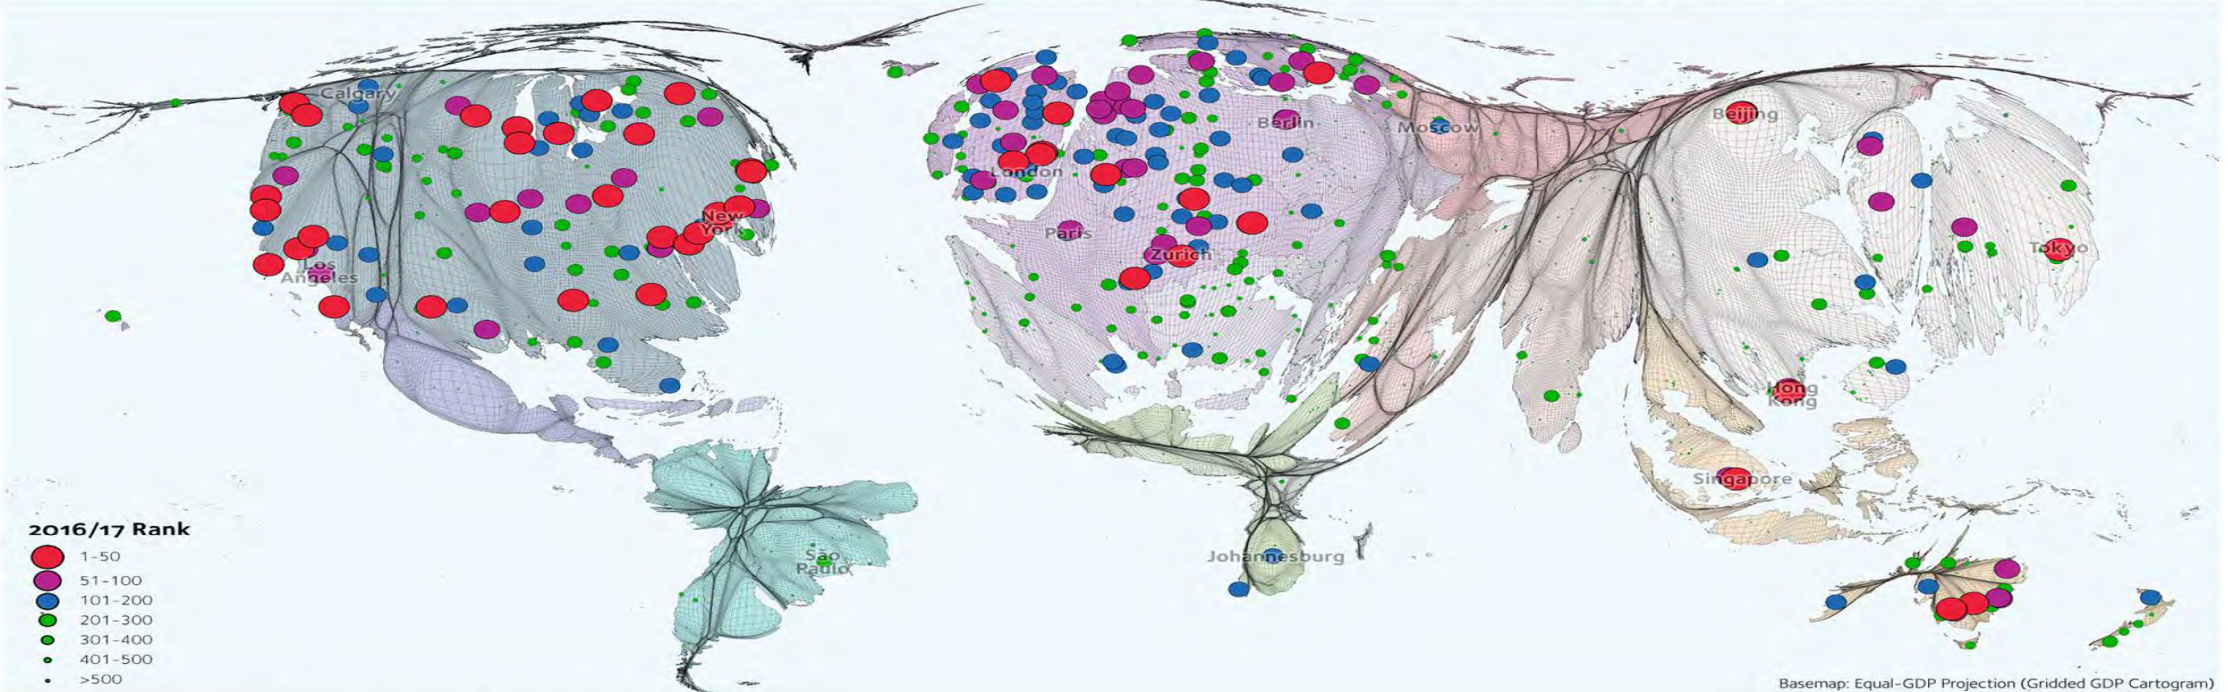 Calgary
Berlin
Moscow
Beijing
London
New
York
Paris
Zurich
Tokyo
Los
Angeles
Hong
Kong
Singapore
2016/17 Rank
1-50
51-100
101-200
201-300
301-400
401-500
>500
São
Paulo
Johannesburg
Basemap: Equal-GDP Projection (Gridded GDP Cartogram)